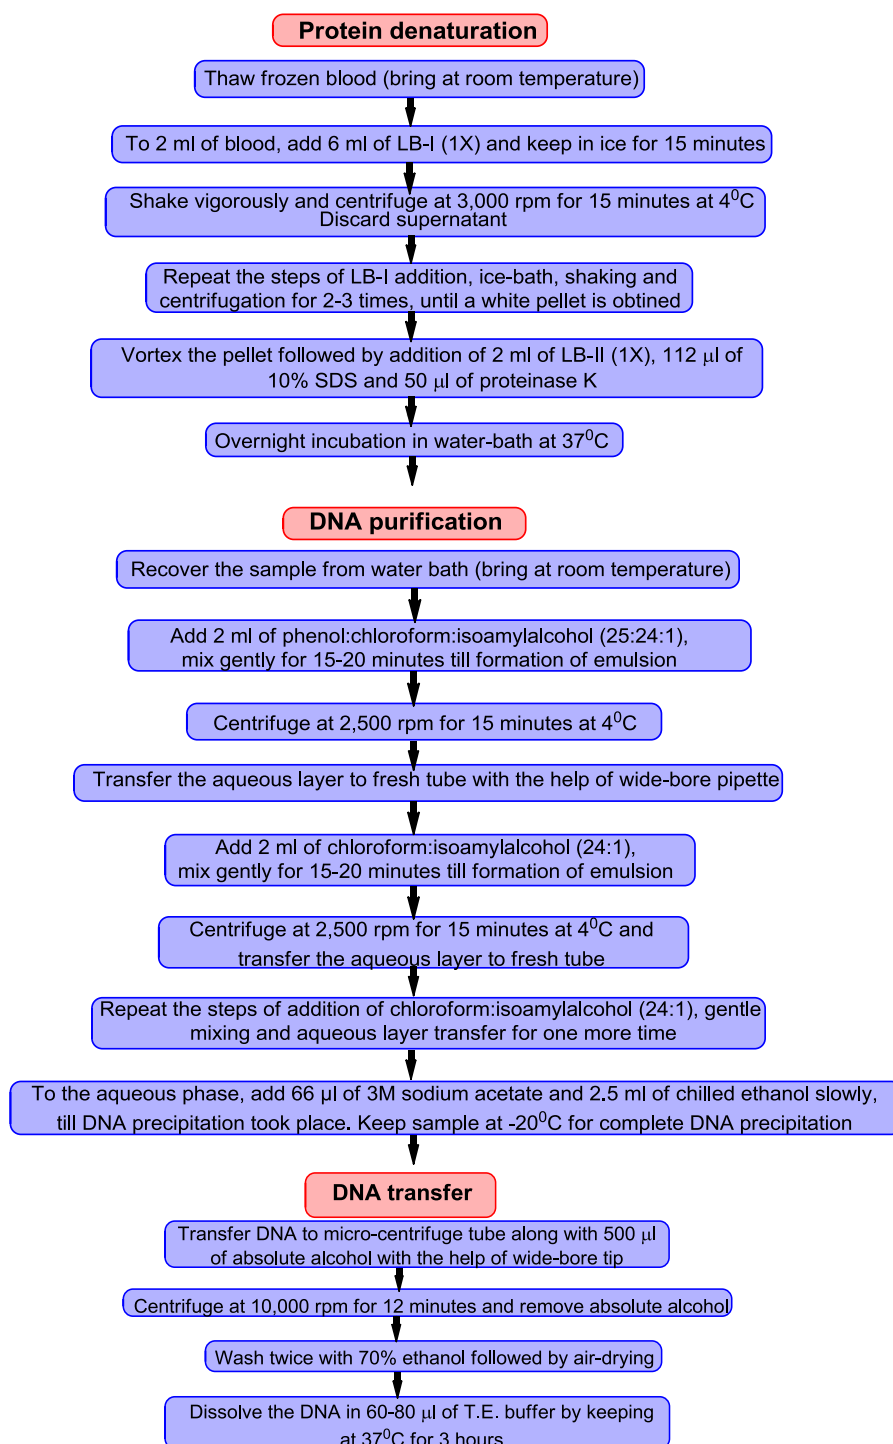 Protein denaturation
Thaw frozen blood (bring at room temperature)
To 2 ml of blood, add 6 ml of LB-I (1X) and keep in ice for 15 minutes
Shake vigorously and centrifuge at 3,000 rpm for 15 minutes at 4⁰C
Discard supernatant
Repeat the steps of LB-I addition, ice-bath, shaking and
centrifugation for 2-3 times, until a white pellet is obtined
Vortex the pellet followed by addition of 2 ml of LB-II (1X), 112 µl of
10% SDS and 50 µl of proteinase K
Overnight incubation in water-bath at 37⁰C
DNA purification
Recover the sample from water bath (bring at room temperature)
Add 2 ml of phenol:chloroform:isoamylalcohol (25:24:1),
mix gently for 15-20 minutes till formation of emulsion
Centrifuge at 2,500 rpm for 15 minutes at 4⁰C
Transfer the aqueous layer to fresh tube with the help of wide-bore pipette
Add 2 ml of chloroform:isoamylalcohol (24:1),
mix gently for 15-20 minutes till formation of emulsion
Centrifuge at 2,500 rpm for 15 minutes at 4⁰C and
transfer the aqueous layer to fresh tube
Repeat the steps of addition of chloroform:isoamylalcohol (24:1), gentle
mixing and aqueous layer transfer for one more time
To the aqueous phase, add 66 µl of 3M sodium acetate and 2.5 ml of chilled ethanol slowly,
till DNA precipitation took place. Keep sample at -20⁰C for complete DNA precipitation
DNA transfer
Transfer DNA to micro-centrifuge tube along with 500 µl
of absolute alcohol with the help of wide-bore tip
Centrifuge at 10,000 rpm for 12 minutes and remove absolute alcohol
Wash twice with 70% ethanol followed by air-drying
Dissolve the DNA in 60-80 µl of T.E. buffer by keeping
at 37⁰C for 3 hours